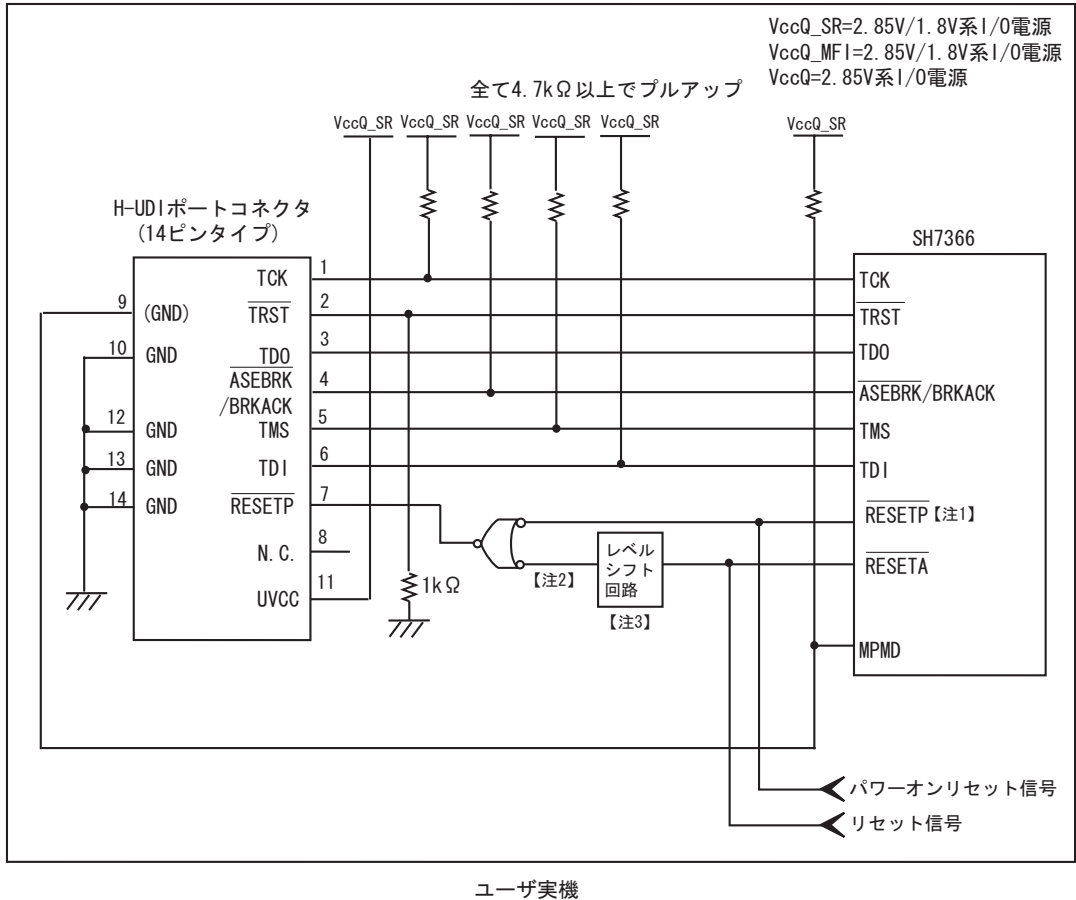 VccQ_SR=2.85V/1.8V系I/O電源
VccQ_MFI=2.85V/1.8V系I/O電源
VccQ=2.85V系I/O電源
全て4.7kΩ以上でプルアップ
VccQ_SR VccQ_SR VccQ_SR VccQ_SR VccQ_SR VccQ_SR
H-UDIポートコネクタ
(14ピンタイプ)
SH7366
TCK 1 TCK
9 (GND) TRST 2 TRST
10 GND TDO 3 TDO
ASEBRK
/BRKACK 4 ASEBRK/BRKACK
12 GND TMS 5 TMS
13 GND TDI 6 TDI
14 GND RESETP 7 RESETP【注1】
N.C. 8
UVCC 11
1kΩ
【注2】
レベル
シフト
回路
【注3】
RESETA
MPMD
パワーオンリセット信号
リセット信号
ユーザ実機